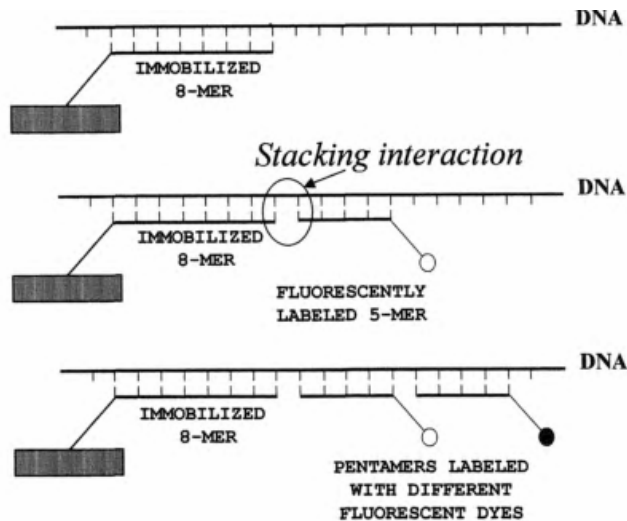 DNA
IMMOBILIZED
8-MER
Stacking interaction
DNA
IMMOBILIZED
8-MER
FLUORESCENTLY
LABELED 5-MER
DNA
IMMOBILIZED
8-MER
PENTAMERS LABELED
WITH DIFFERENT
FLUORESCENT DYES